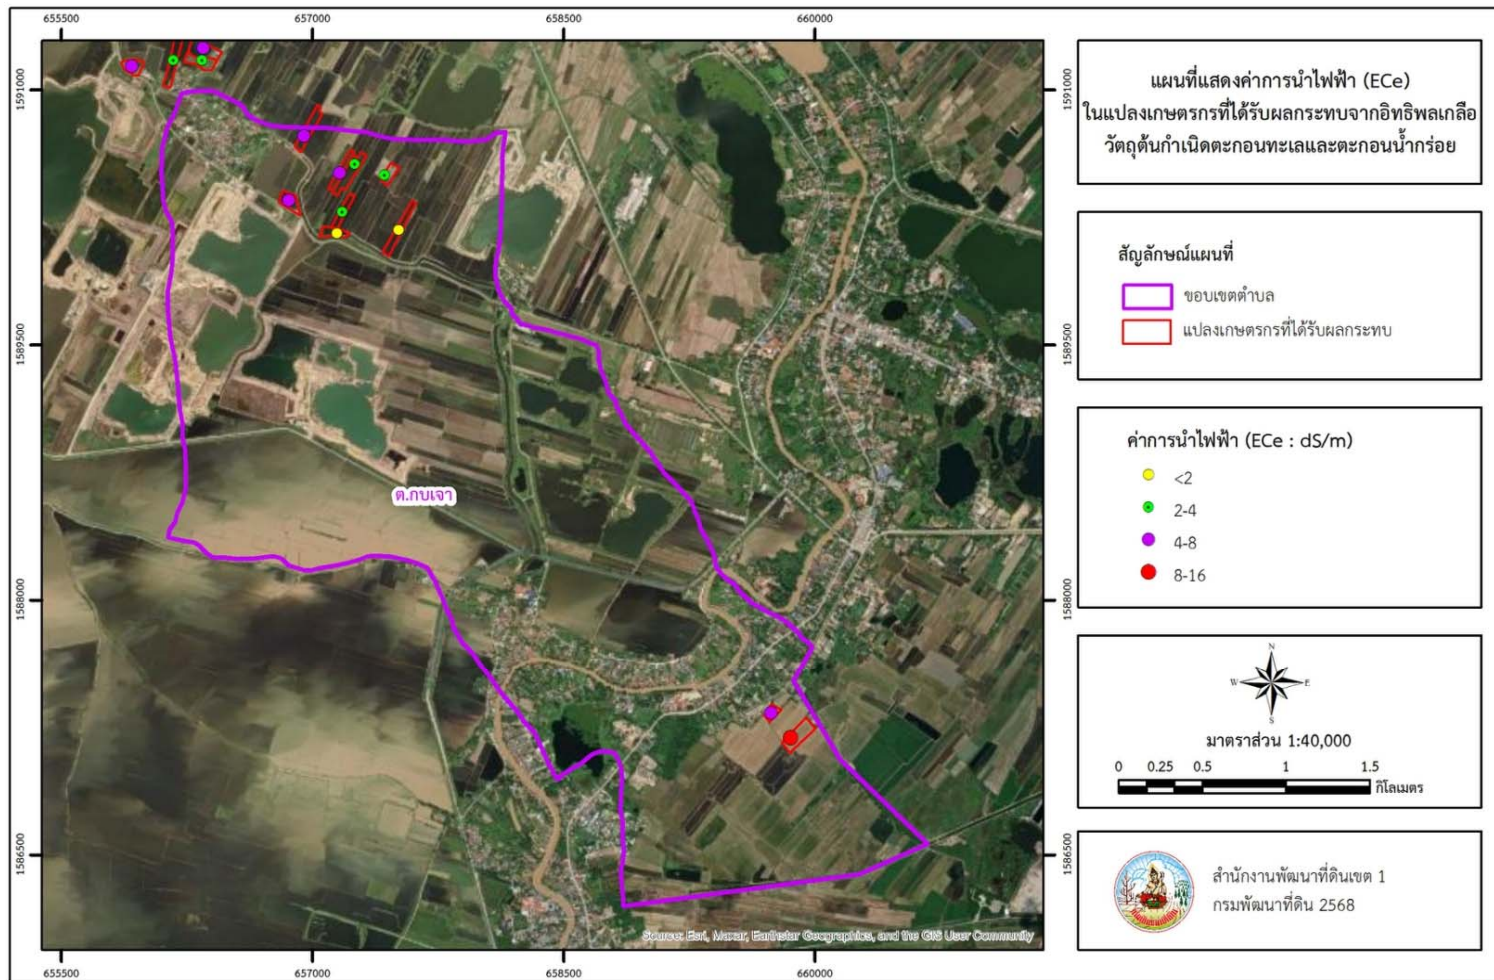 655500
657000
658500
660000
1591000
1589500
1588000
1586500
ต.กบเจา
Source: Esri, Maxar, Earthstar Geographics, and the GIS User Community
1591000
1589500
1588000
1586500
655500
657000
658500
660000
แผนที่แสดงค่าการนำไฟฟ้า (ECe)
ในแปลงเกษตรกรที่ได้รับผลกระทบจากอิทธิพลเกลือ
วัตถุต้นกำเนิดตะกอนทะเลและตะกอนน้ำกร่อย
สัญลักษณ์แผนที่
ขอบเขตตำบล
แปลงเกษตรกรที่ได้รับผลกระทบ
ค่าการนำไฟฟ้า (ECe : dS/m)
<2
2-4
4-8
8-16
N
W E
S
มาตราส่วน 1:40,000
0 0.25 0.5 1 1.5
กิโลเมตร
สำนักงานพัฒนาที่ดินเขต 1
กรมพัฒนาที่ดิน 2568